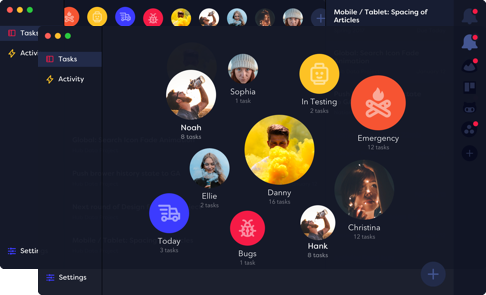 Mobile / Tablet: Spacing of
Articles
Tasks
Activi
Settin
Tasks
Activity
Settings
Sophia
1 task
In Testing
2 tasks
Noah
8 tasks
Emergency
12 tasks
Ellie
2 tasks
Danny
16 tasks
Christina
12 tasks
Today
3 tasks
Bugs
1 task
Hank
8 tasks